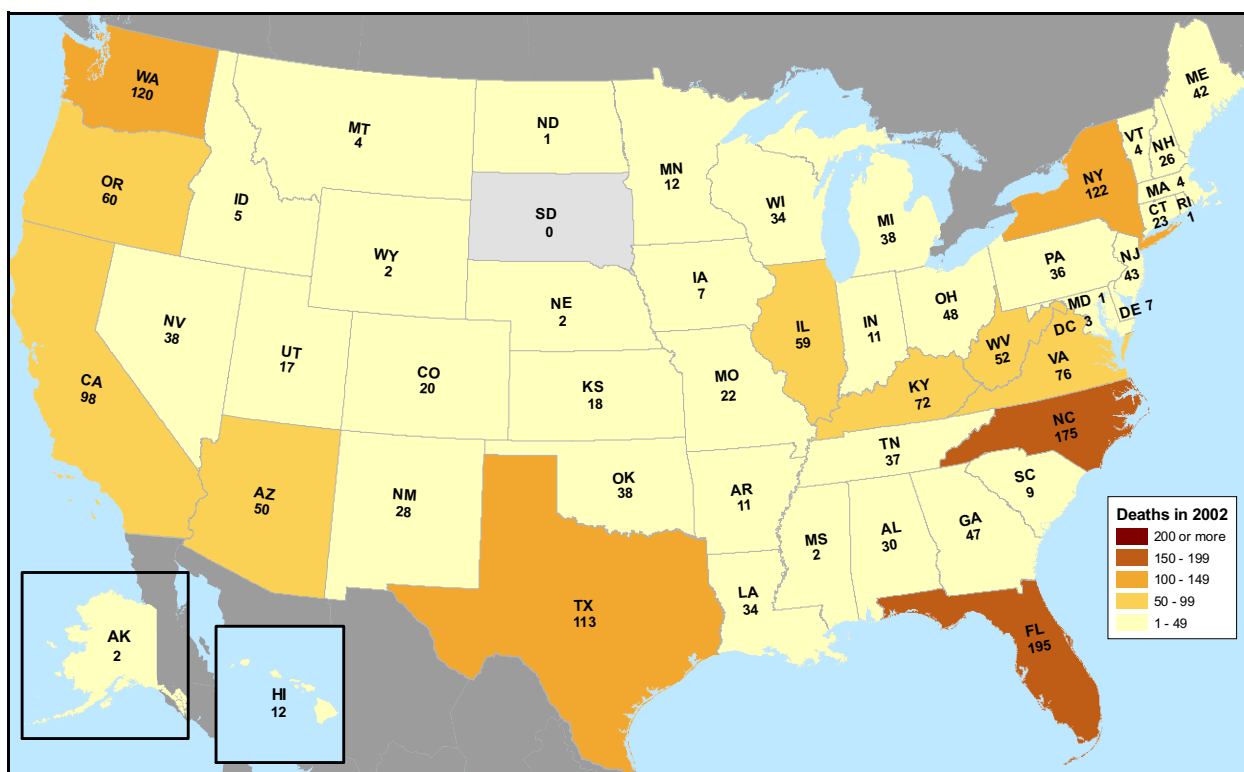 WA
120
MT
4
ND
1
MN
12
ME
42
VT
4
NH
26
OR
60
ID
5
SD
0
WI
34
MI
38
NY
122
MA 4
CT
23
RI
1
WY
2
IA
7
PA
36
NJ
43
NV
38
UT
17
CO
20
NE
2
IL
59
IN
11
OH
48
MD 1
3
DE 7
DC
WV
52
VA
76
CA
98
KS
18
MO
22
KY
72
NC
175
AZ
50
NM
28
OK
38
AR
11
TN
37
SC
9
MS
2
AL
30
GA
47
TX
113
LA
34
FL
195
AK
2
HI
12
Deaths in 2002
200 or more
150 - 199
100 - 149
50 - 99
1 - 49